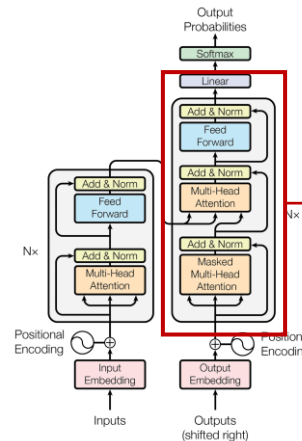 Output
Probabilities
Softmax
Linear
Add & Norm
Feed
Forward
Add & Norm
Multi-Head
Attention
Add & Norm
Masked
Multi-Head
Attention
N×
Add & Norm
Feed
Forward
Add & Norm
Multi-Head
Attention
N×
Positional
Encoding
Input
Embedding
Output
Embedding
Position
Encodin
Inputs
Outputs
(shifted right)